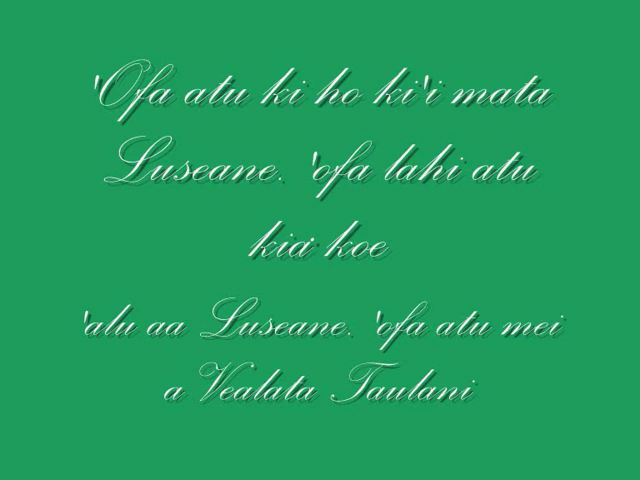 'Ofa atu ki ho ki'i mata
Luseane. 'ofa lahi atu
kia koe
'alu aa Luseane. 'ofa atu mei
a Vealata Taulani